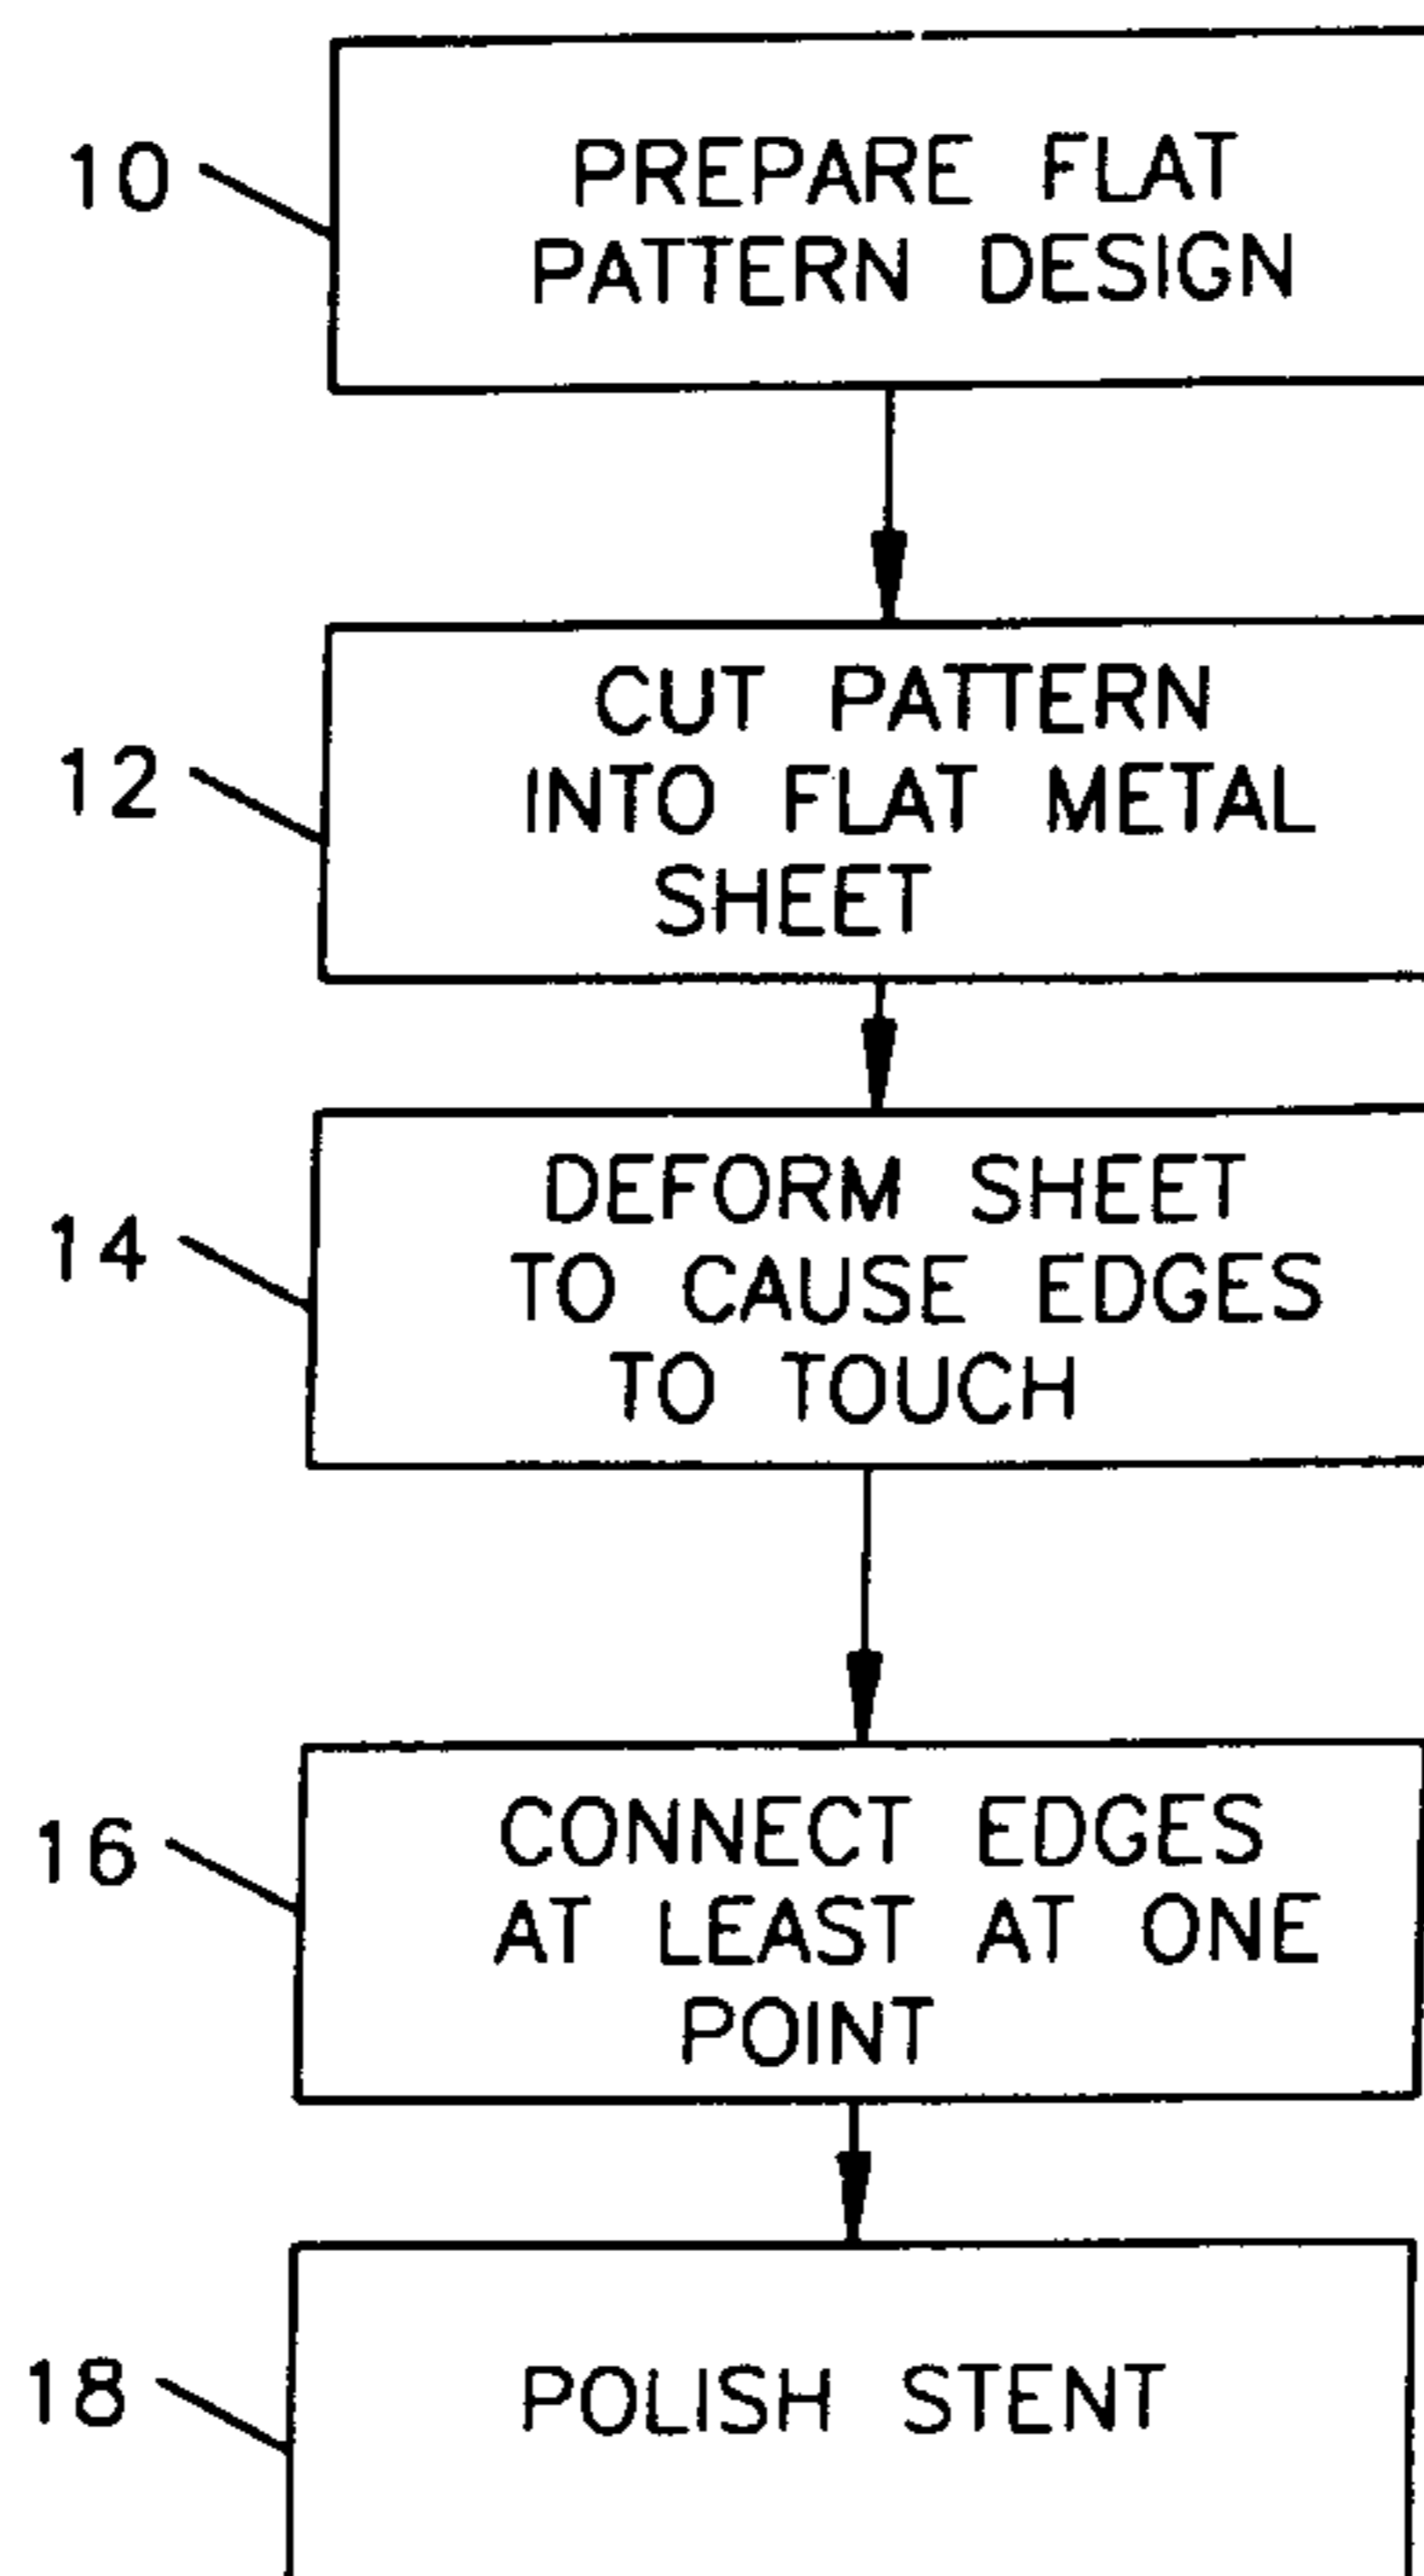 10
PREPARE FLAT
PATTERN DESIGN
12
CUT PATTERN
INTO FLAT METAL
SHEET
14
DEFORM SHEET
TO CAUSE EDGES
TO TOUCH
16
CONNECT EDGES
AT LEAST AT ONE
POINT
18
POLISH STENT